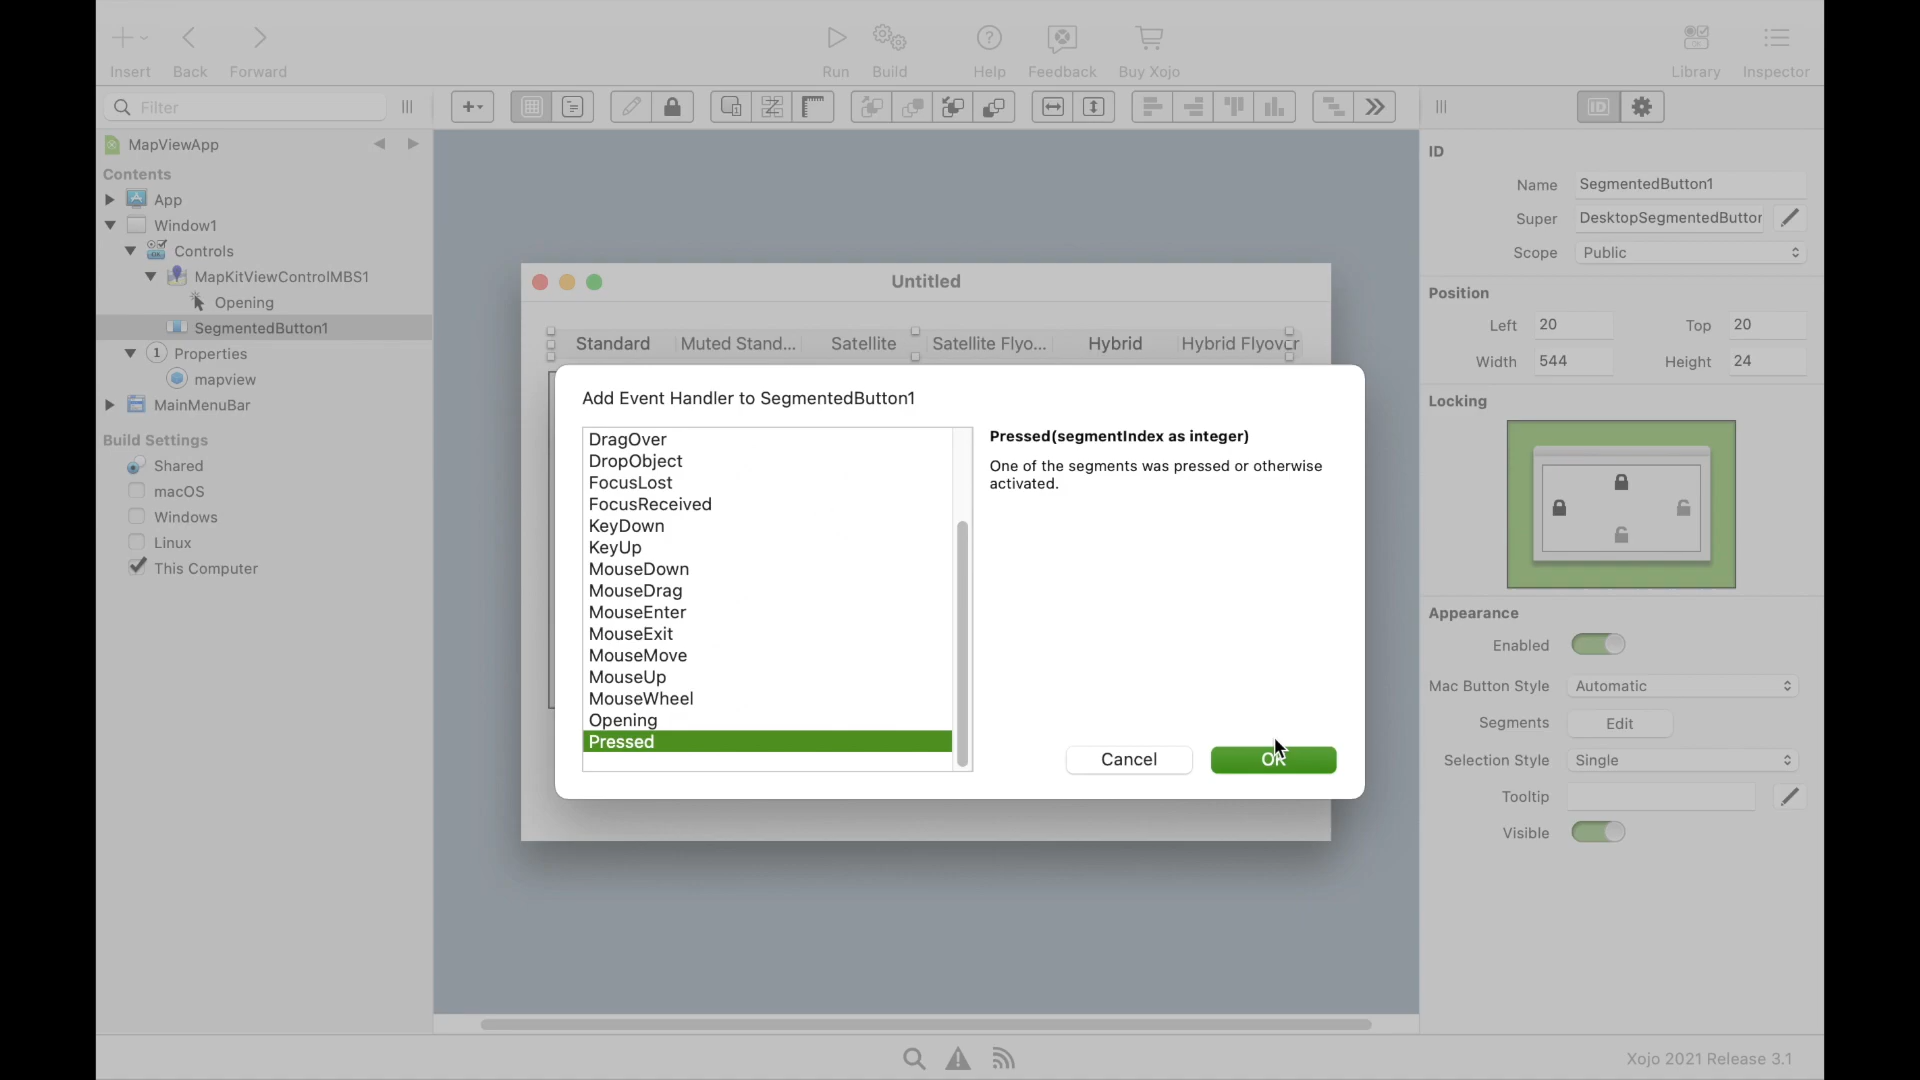 Insert
Back
Forward
Run
Build
Help
Feedback
Buy Xojo
Library
Inspector
Filter
ID
MapViewApp
Contents
App
Window1
Controls
MapKitViewControlMBS1
Opening
SegmentedButton1
1
Properties
mapview
MainMenuBar
Build Settings
Shared
macOS
Windows
Linux
This Computer
Untitled
Standard
Muted Stand...
Satellite
Satellite Flyo...
Hybrid
Hybrid Flyover
Add Event Handler to SegmentedButton1
DragOver
DropObject
FocusLost
FocusReceived
KeyDown
KeyUp
MouseDown
MouseDrag
MouseEnter
MouseExit
MouseMove
MouseUp
MouseWheel
Opening
Pressed
Pressed(segmentIndex as integer)
One of the segments was pressed or otherwise
activated.
Cancel
OK
ID
Name SegmentedButton1
Super DesktopSegmentedButtor
Scope Public
Position
Left 20 Top 20
Width 544 Height 24
Locking
Appearance
Enabled
Mac Button Style Automatic
Segments Edit
Selection Style Single
Tooltip
Visible
Xojo 2021 Release 3.1